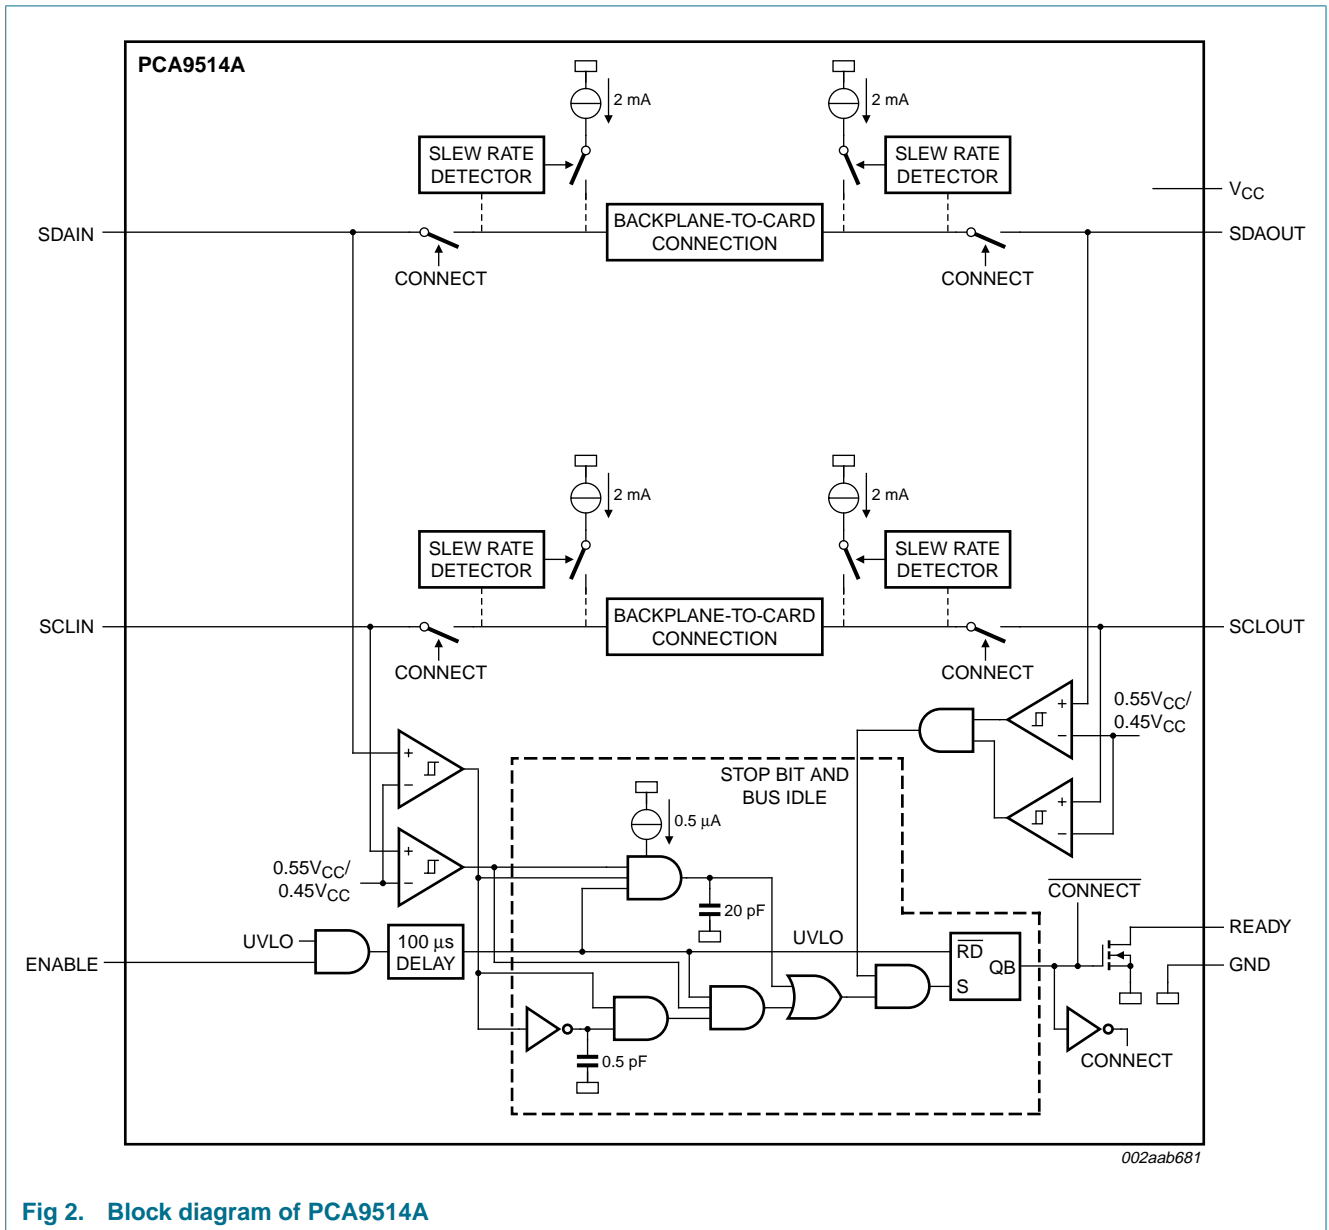 PCA9514A
2 mA
2 mA
SLEW RATE
DETECTOR
SLEW RATE
DETECTOR
VCC
SDAIN
BACKPLANE-TO-CARD
CONNECTION
SDAOUT
CONNECT
CONNECT
2 mA
2 mA
SLEW RATE
DETECTOR
SLEW RATE
DETECTOR
SCLIN
BACKPLANE-TO-CARD
CONNECTION
SCLOUT
CONNECT
CONNECT
+
−
0.55VCC/
0.45VCC
+
−
STOP BIT AND
BUS IDLE
+
−
0.5 µA
+
−
0.55VCC/
0.45VCC
CONNECT
20 pF
READY
UVLO
100 µs
DELAY
UVLO
RD
QB
S
ENABLE
GND
0.5 pF
CONNECT
002aab681
Fig 2. Block diagram of PCA9514A